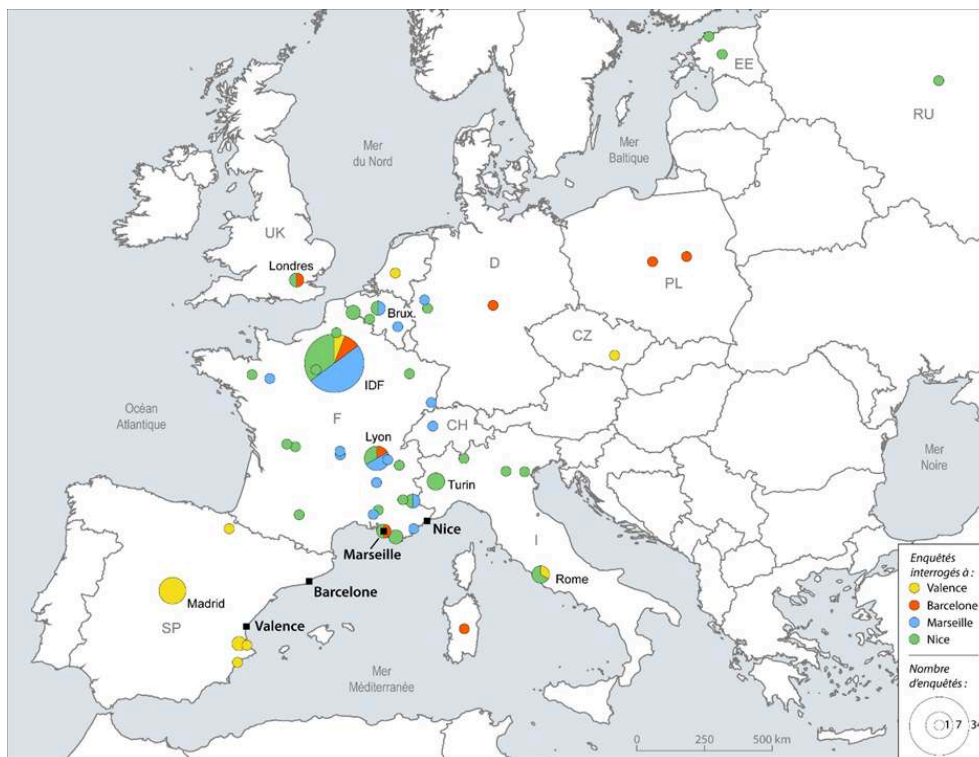 EE
RU
Mer
du Nord
Mer
Baltique
UK
Londres
D
PL
Brux.
CZ
IDF
Océan
Atlantique
F
CH
Lyon
Mer
Noire
Turin
Nice
Marseille
I
Rome
Barcelone
Madrid
SP
Valence
Mer
Méditerranée
0 250 500 km
Enquêtés
interrogés à :
Valence
Barcelone
Marseille
Nice
Nombre
d'enquêtés :
1 7 34